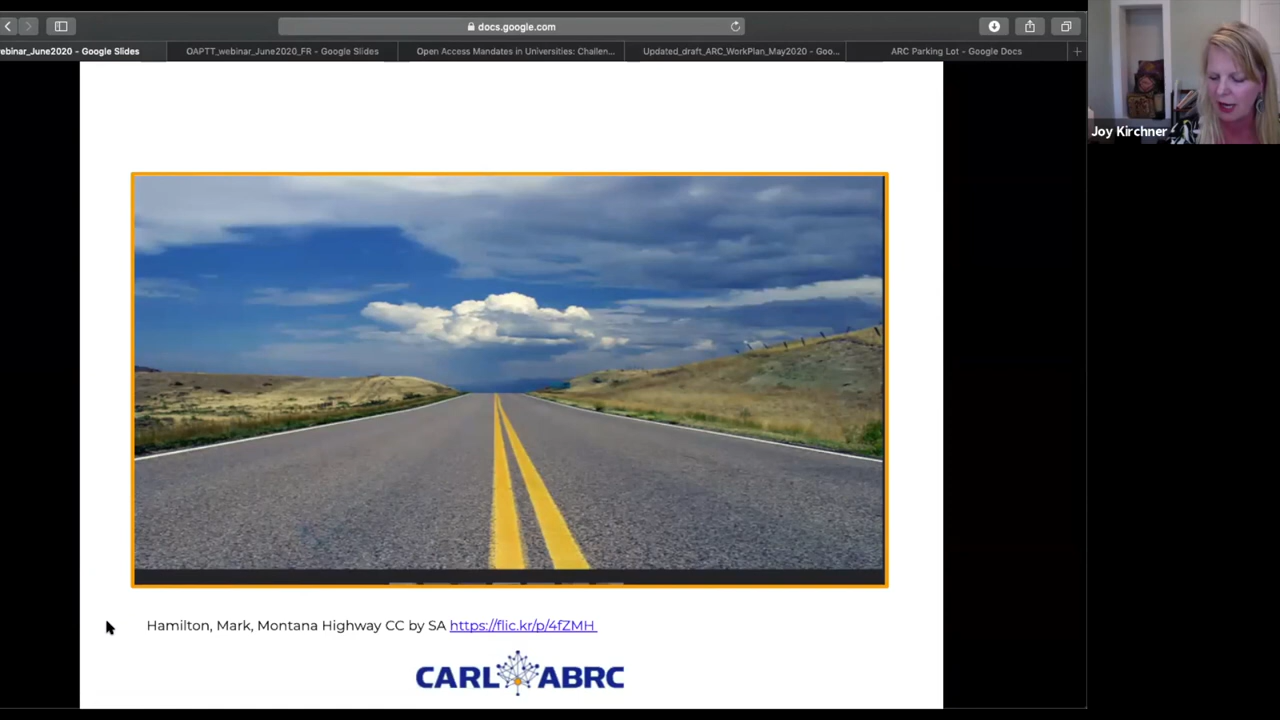 docs.google.com
ebinar_June2020 - Google Slides
OAPTT_webinar_June2020_FR - Google Slides
Open Access Mandates in Universities: Challen...
Updated_draft_ARC_WorkPlan_May2020 - Goo...
ARC Parking Lot - Google Docs
Joy Kirchner
Hamilton, Mark, Montana Highway CC by SA https://flic.kr/p/4fZMH
CARL ABRC